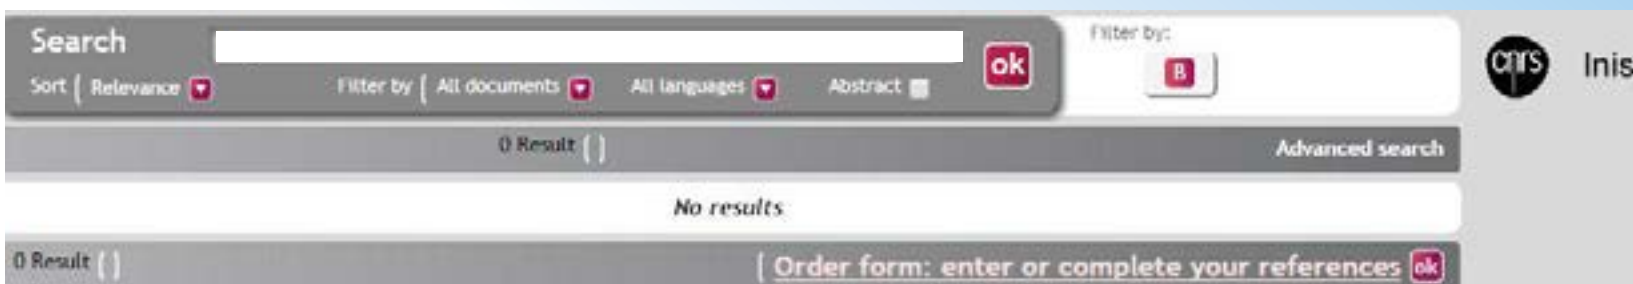 Search
Filter by:
ok
B
cnrs
Inis
Sort ( Relevance
Filter by ( All documents
All languages
Abstract
0 Result ( )
Advanced search
No results
0 Result ( )
( Order form: enter or complete your references ok